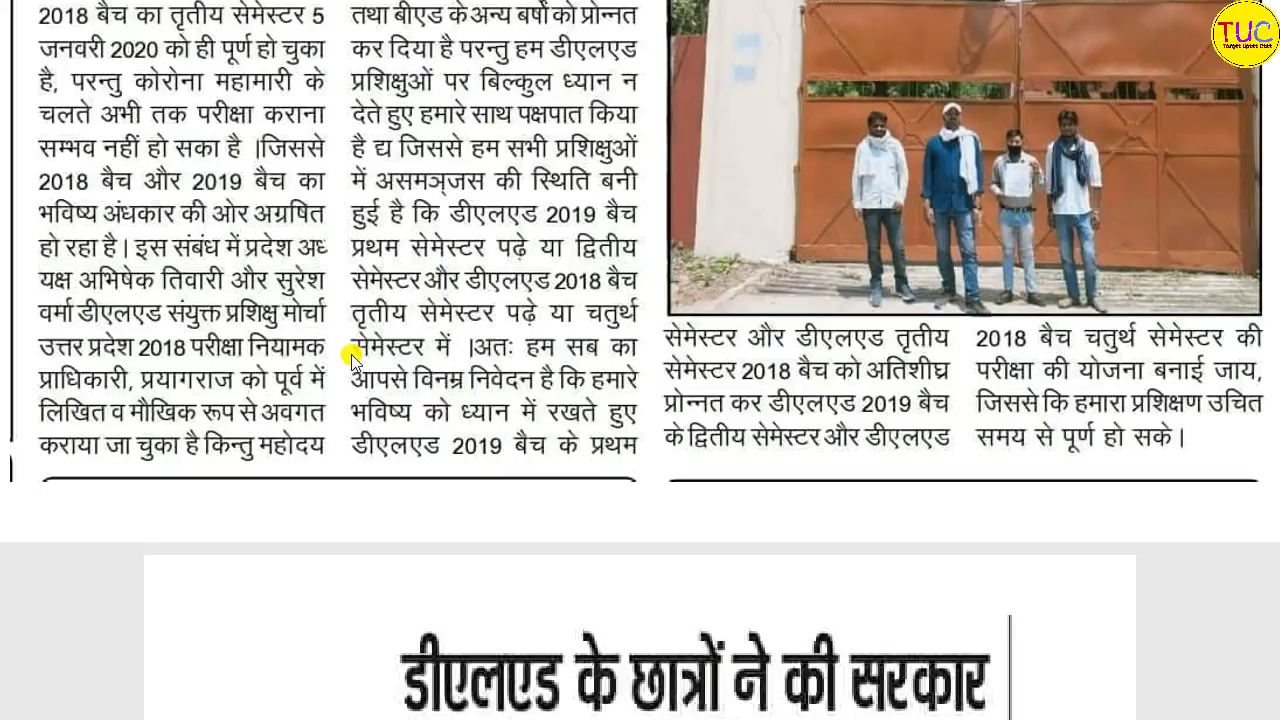 2018 बैच का तृतीय सेमेस्टर 5
जनवरी 2020 को ही पूर्ण हो चुका
है, परन्तु कोरोना महामारी के
चलते अभी तक परीक्षा कराना
सम्भव नहीं हो सका है ।जिससे
2018 बैच और 2019 बैच का
भविष्य अंधकार की ओर अग्रषित
हो रहा है। इस संबंध में प्रदेश अध्
यक्ष अभिषेक तिवारी और सुरेश
वर्मा डीएलएड संयुक्त प्रशिक्षु मोर्चा
उत्तर प्रदेश 2018 परीक्षा नियामक
प्राधिकारी, प्रयागराज को पूर्व में
लिखित व मौखिक रूप से अवगत
कराया जा चुका है किन्तु महोदय
तथा बीएड के अन्य बर्षों को प्रोन्नत
कर दिया है परन्तु हम डीएलएड
प्रशिक्षुओं पर बिल्कुल ध्यान न
देते हुए हमारे साथ पक्षपात किया
है द्य जिससे हम सभी प्रशिक्षुओं
में असमञ्जस की स्थिति बनी
हुई है कि डीएलएड 2019 बैच
प्रथम सेमेस्टर पढ़े या द्वितीय
सेमेस्टर और डीएलएड 2018 बैच
तृतीय सेमेस्टर पढ़े या चतुर्थ
सेमेस्टर में ।अतः हम सब का
आपसे विनम्र निवेदन है कि हमारे
भविष्य को ध्यान में रखते हुए
डीएलएड 2019 बैच के प्रथम
सेमेस्टर और डीएलएड तृतीय
सेमेस्टर 2018 बैच को अतिशीघ्र
प्रोन्नत कर डीएलएड 2019 बैच
के द्वितीय सेमेस्टर और डीएलएड
2018 बैच चतुर्थ सेमेस्टर की
परीक्षा की योजना बनाई जाय,
जिससे कि हमारा प्रशिक्षण उचित
समय से पूर्ण हो सके।
TUC
Target Upset Cast
डीएलएड के छात्रों ने की सरकार